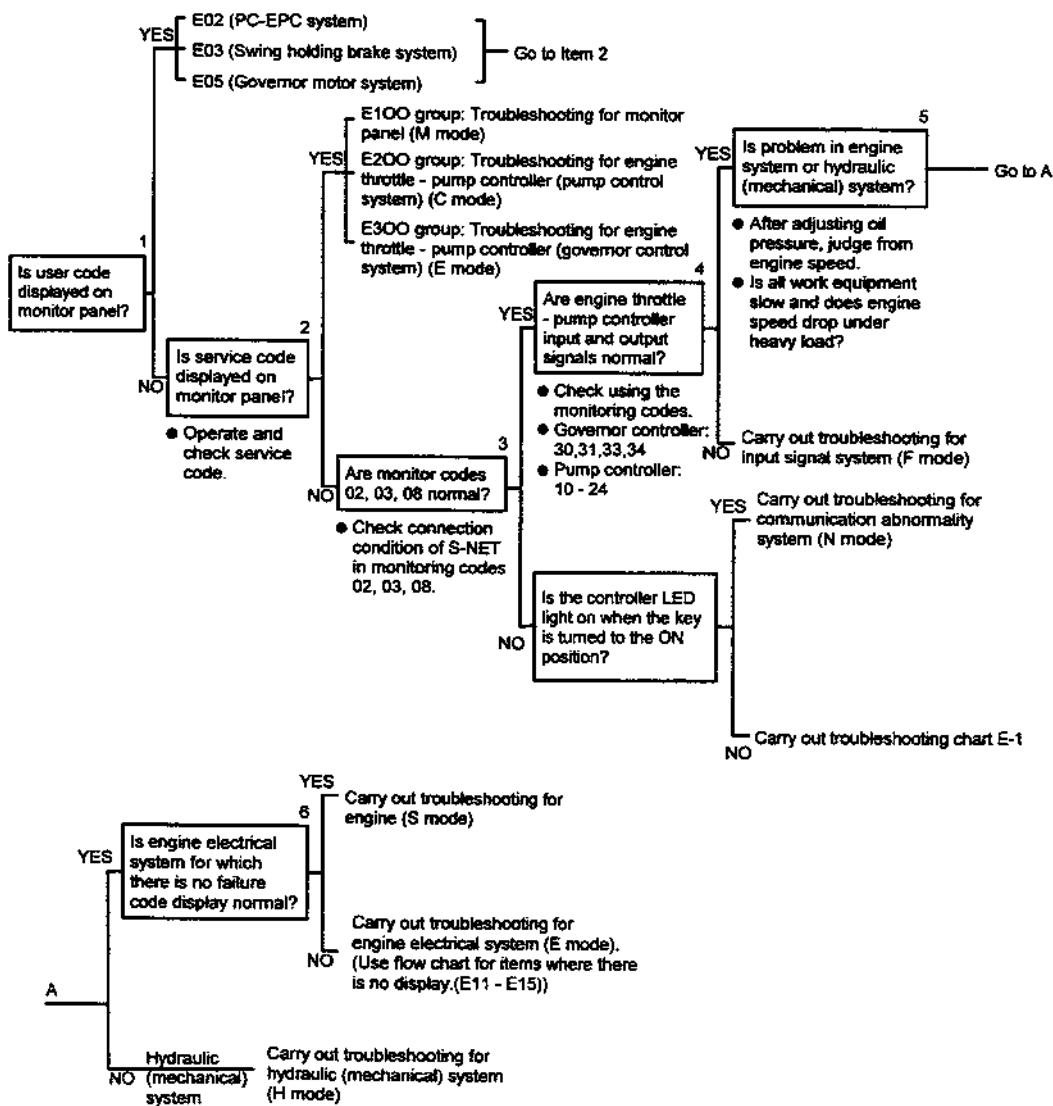 YES
E02 (PC-EPC system)
E03 (Swing holding brake system)
E05 (Governor motor system)
Go to Item 2
1
Is user code
displayed on
monitor panel?
NO
2
Is service code
displayed on
monitor panel?
● Operate and
check service
code.
YES
E1OO group: Troubleshooting for monitor
panel (M mode)
E2OO group: Troubleshooting for engine
throttle - pump controller (pump control
system) (C mode)
E3OO group: Troubleshooting for engine
throttle - pump controller (governor control
system) (E mode)
NO
3
Are monitor codes
02, 03, 08 normal?
● Check connection
condition of S-NET
in monitoring codes
02, 03, 08.
YES
4
Are engine throttle
- pump controller
input and output
signals normal?
● Check using the
monitoring codes.
● Governor controller:
30,31,33,34
● Pump controller:
10 - 24
YES
5
Is problem in engine
system or hydraulic
(mechanical) system?
Go to A
● After adjusting oil
pressure, judge from
engine speed.
● Is all work equipment
slow and does engine
speed drop under
heavy load?
NO
Carry out troubleshooting for
input signal system (F mode)
NO
Is the controller LED
light on when the key
is turned to the ON
position?
YES
Carry out troubleshooting for
communication abnormality
system (N mode)
NO
Carry out troubleshooting chart E-1
A
YES
6
Is engine electrical
system for which
there is no failure
code display normal?
YES
Carry out troubleshooting for
engine (S mode)
NO
Carry out troubleshooting for
engine electrical system (E mode).
(Use flow chart for items where there
is no display.(E11 - E15))
NO
Hydraulic
(mechanical)
system
Carry out troubleshooting for
hydraulic (mechanical) system
(H mode)